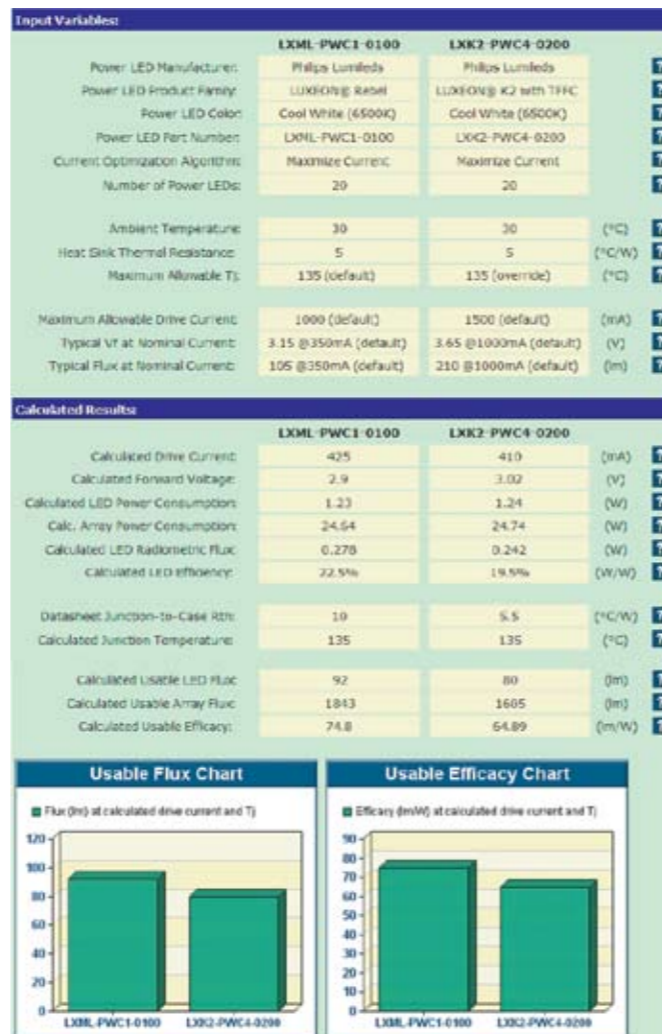 Input Variables:
LXML-PWC1-0100 LXK2-PWC4-0200
Power LED Manufacturer: Philips Lumileds Philips Lumileds ?
Power LED Product Family: LUXEON® Rebel LUXEON® K2 with TFFC ?
Power LED Color: Cool White (6500K) Cool White (6500K) ?
Power LED Part Number: LXML-PWC1-0100 LXK2-PWC4-0200 ?
Current Optimization Algorithm: Maximize Current Maximize Current ?
Number of Power LEDs: 20 20 ?
Ambient Temperature: 30 30 (°C) ?
Heat Sink Thermal Resistance: 5 5 (°C/W) ?
Maximum Allowable Tj: 135 (default) 135 (override) (°C) ?
Maximum Allowable Drive Current: 1000 (default) 1500 (default) (mA) ?
Typical Vf at Nominal Current: 3.15 @350mA (default) 3.65 @1000mA (default) (V) ?
Typical Flux at Nominal Current: 105 @350mA (default) 210 @1000mA (default) (lm) ?
Calculated Results:
LXML-PWC1-0100 LXK2-PWC4-0200
Calculated Drive Current: 425 410 (mA) ?
Calculated Forward Voltage: 2.9 3.02 (V) ?
Calculated LED Power Consumption: 1.23 1.24 (W) ?
Calc. Array Power Consumption: 24.64 24.74 (W) ?
Calculated LED Radiometric Flux: 0.278 0.242 (W) ?
Calculated LED Efficiency: 22.5% 19.5% (W/W) ?
Datasheet Junction-to-Case Rth: 10 5.5 (°C/W) ?
Calculated Junction Temperature: 135 135 (°C) ?
Calculated Usable LED Flux: 92 80 (lm) ?
Calculated Usable Array Flux: 1843 1605 (lm) ?
Calculated Usable Efficacy: 74.8 64.89 (lm/W) ?
Usable Flux Chart Usable Efficacy Chart
Flux (lm) at calculated drive current and Tj Efficacy (lm/W) at calculated drive current and Tj
120 90
100 80
80 70
60 60
40 50
20 40
0 30
20
10
0
LXML-PWC1-0100 LXK2-PWC4-0200 LXML-PWC1-0100 LXK2-PWC4-0200